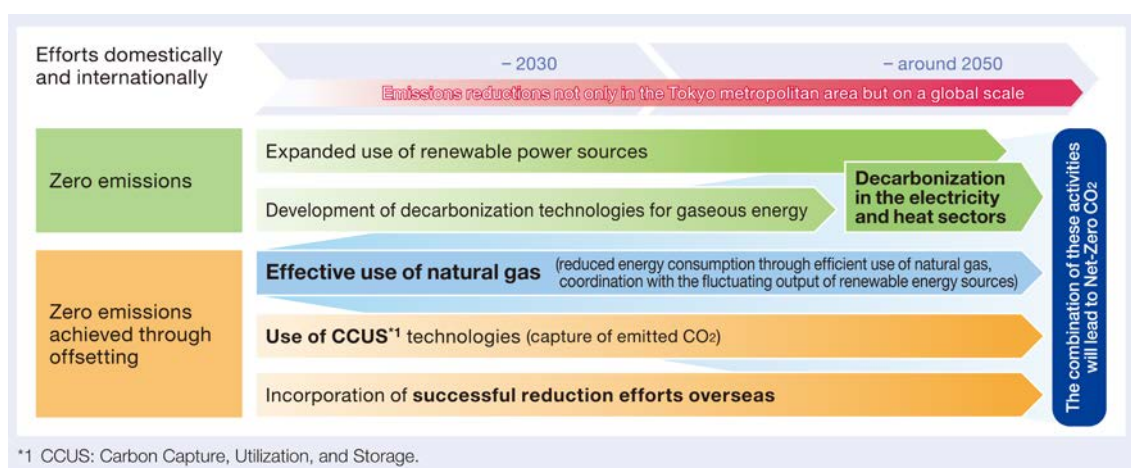 Efforts domestically
and internationally
– 2030
– around 2050
Emissions reductions not only in the Tokyo metropolitan area but on a global scale
Zero emissions
Expanded use of renewable power sources
Development of decarbonization technologies for gaseous energy
Decarbonization
in the electricity
and heat sectors
Zero emissions
achieved through
offsetting
Effective use of natural gas
(reduced energy consumption through efficient use of natural gas,
coordination with the fluctuating output of renewable energy sources)
Use of CCUS*1 technologies (capture of emitted CO2)
Incorporation of successful reduction efforts overseas
The combination of these activities
will lead to Net-Zero CO2
*1 CCUS: Carbon Capture, Utilization, and Storage.